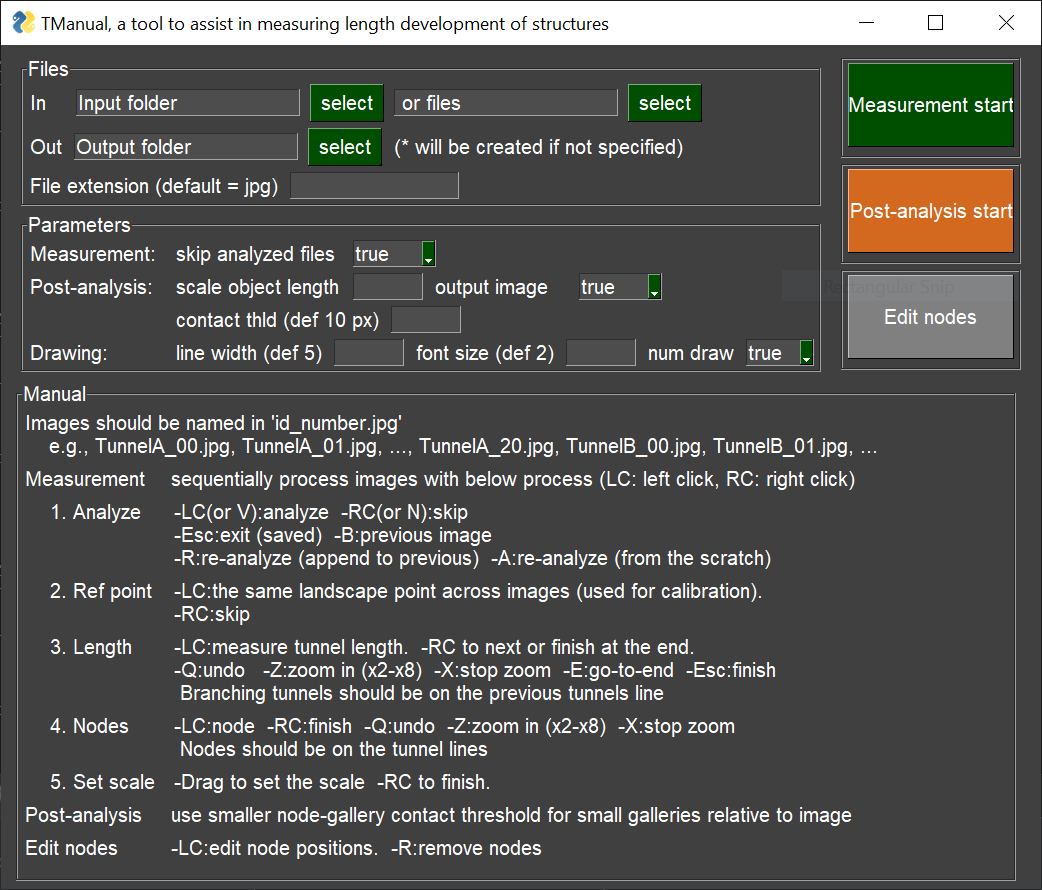 TManual, a tool to assist in measuring length development of structures
Files
In Input folder select or files select
Out Output folder select (* will be created if not specified)
File extension (default = jpg)
Measurement start
Post-analysis start
Rectangular Snip
Edit nodes
Parameters
Measurement: skip analyzed files true
Post-analysis: scale object length output image true
contact thld (def 10 px)
Drawing: line width (def 5) font size (def 2) num draw true
Manual
Images should be named in 'id_number.jpg'
e.g., TunnelA_00.jpg, TunnelA_01.jpg, ..., TunnelA_20.jpg, TunnelB_00.jpg, TunnelB_01.jpg, ...
Measurement sequentially process images with below process (LC: left click, RC: right click)
1. Analyze -LC(or V):analyze -RC(or N):skip
-Esc:exit (saved) -B:previous image
-R:re-analyze (append to previous) -A:re-analyze (from the scratch)
2. Ref point -LC:the same landscape point across images (used for calibration).
-RC:skip
3. Length -LC:measure tunnel length. -RC to next or finish at the end.
-Q:undo -Z:zoom in (x2-x8) -X:stop zoom -E:go-to-end -Esc:finish
Branching tunnels should be on the previous tunnels line
4. Nodes -LC:node -RC:finish -Q:undo -Z:zoom in (x2-x8) -X:stop zoom
Nodes should be on the tunnel lines
5. Set scale -Drag to set the scale -RC to finish.
Post-analysis use smaller node-gallery contact threshold for small galleries relative to image
Edit nodes -LC:edit node positions. -R:remove nodes